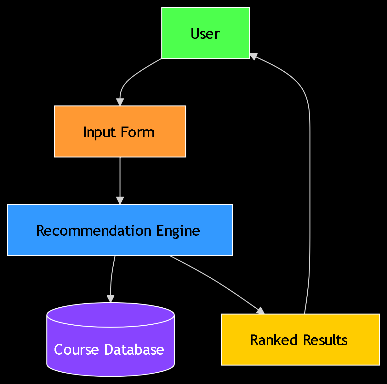 User
Input Form
Recommendation Engine
Course Database
Ranked Results